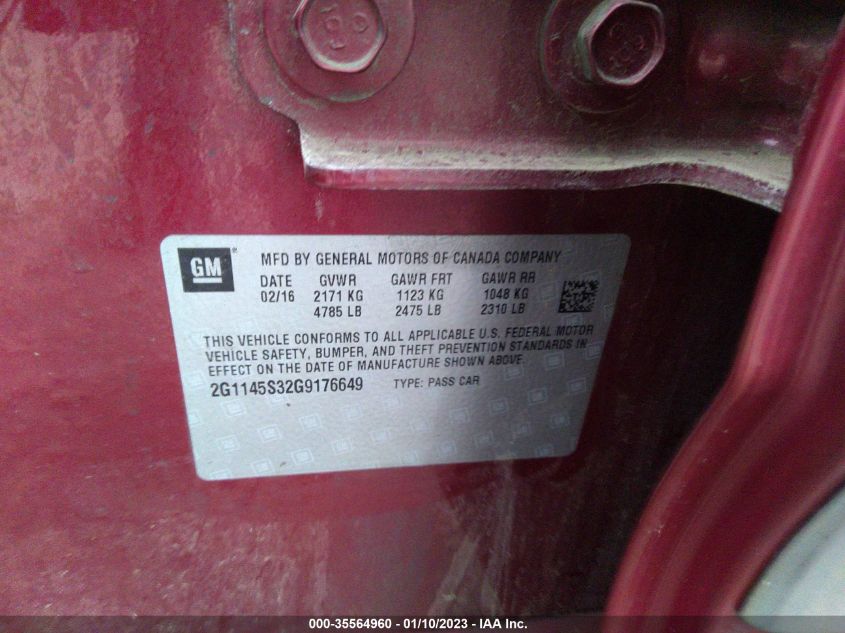 GM
MFD BY GENERAL MOTORS OF CANADA COMPANY
DATE GVWR GAWR FRT GAWR RR
02/16 2171 KG 1123 KG 1048 KG
4785 LB 2475 LB 2310 LB
THIS VEHICLE CONFORMS TO ALL APPLICABLE U.S. FEDERAL MOTOR
VEHICLE SAFETY, BUMPER, AND THEFT PREVENTION STANDARDS IN
EFFECT ON THE DATE OF MANUFACTURE SHOWN ABOVE.
2G1145S32G9176649 TYPE: PASS CAR
000-35564960 - 01/10/2023 - IAA Inc.